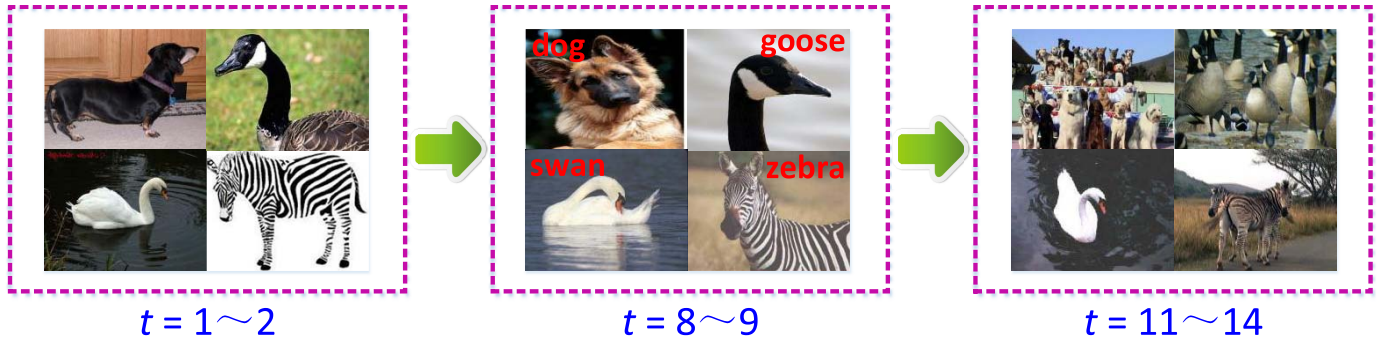 dog
goose
swan
zebra
t = 1～2
t = 8～9
t = 11～14